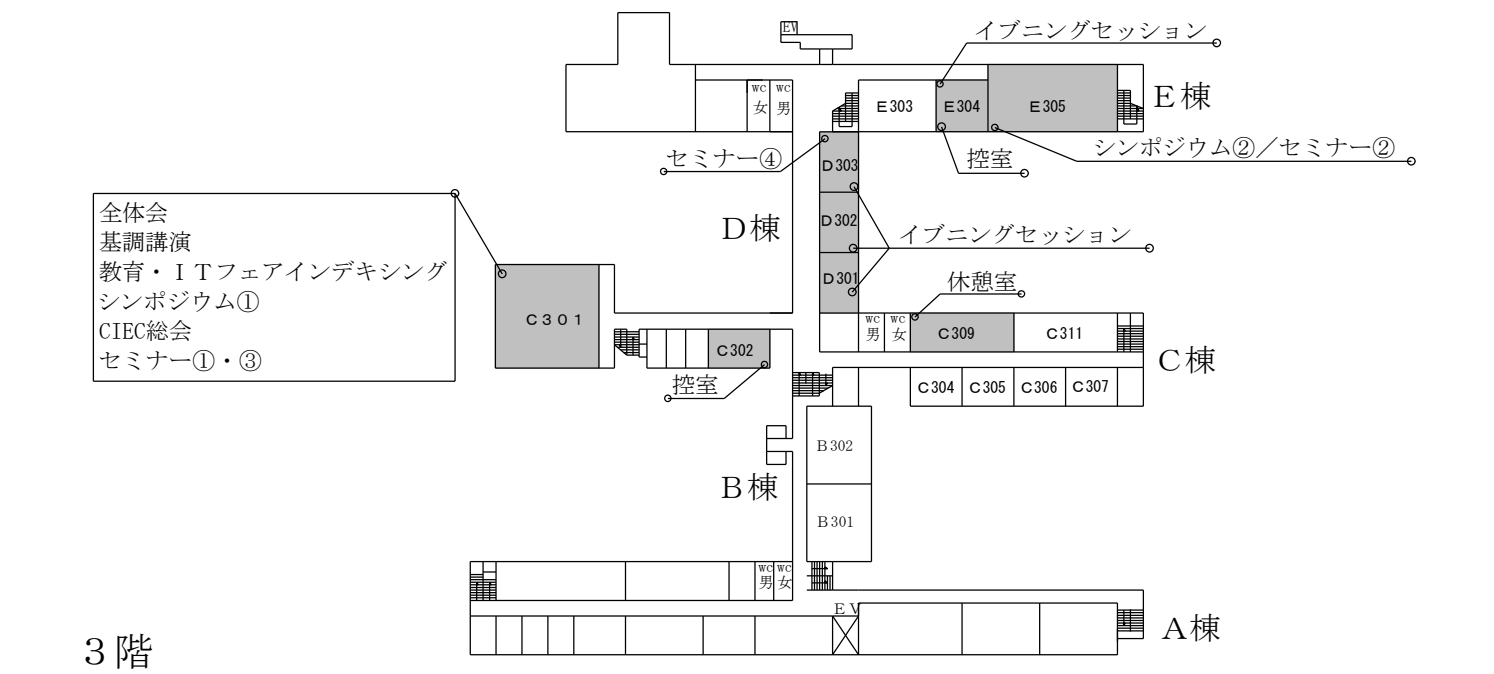 EV
イブニングセッション
WC
女
WC
男
E303
E304
E305
E棟
セミナー④
控室
シンポジウム②／セミナー②
D303
D302
D301
D棟
イブニングセッション
全体会
基調講演
教育・ＩＴフェアインデキシング
シンポジウム①
CIEC総会
セミナー①・③
C301
休憩室
WC
男
WC
女
C309
C311
C302
控室
C棟
C304
C305
C306
C307
B302
B棟
B301
WC
男
WC
女
EV
A棟
３階